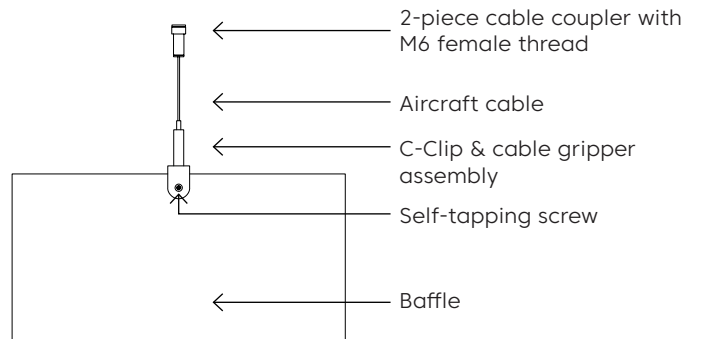 2-piece cable coupler with
M6 female thread
Aircraft cable
C-Clip & cable gripper
assembly
Self-tapping screw
Baffle